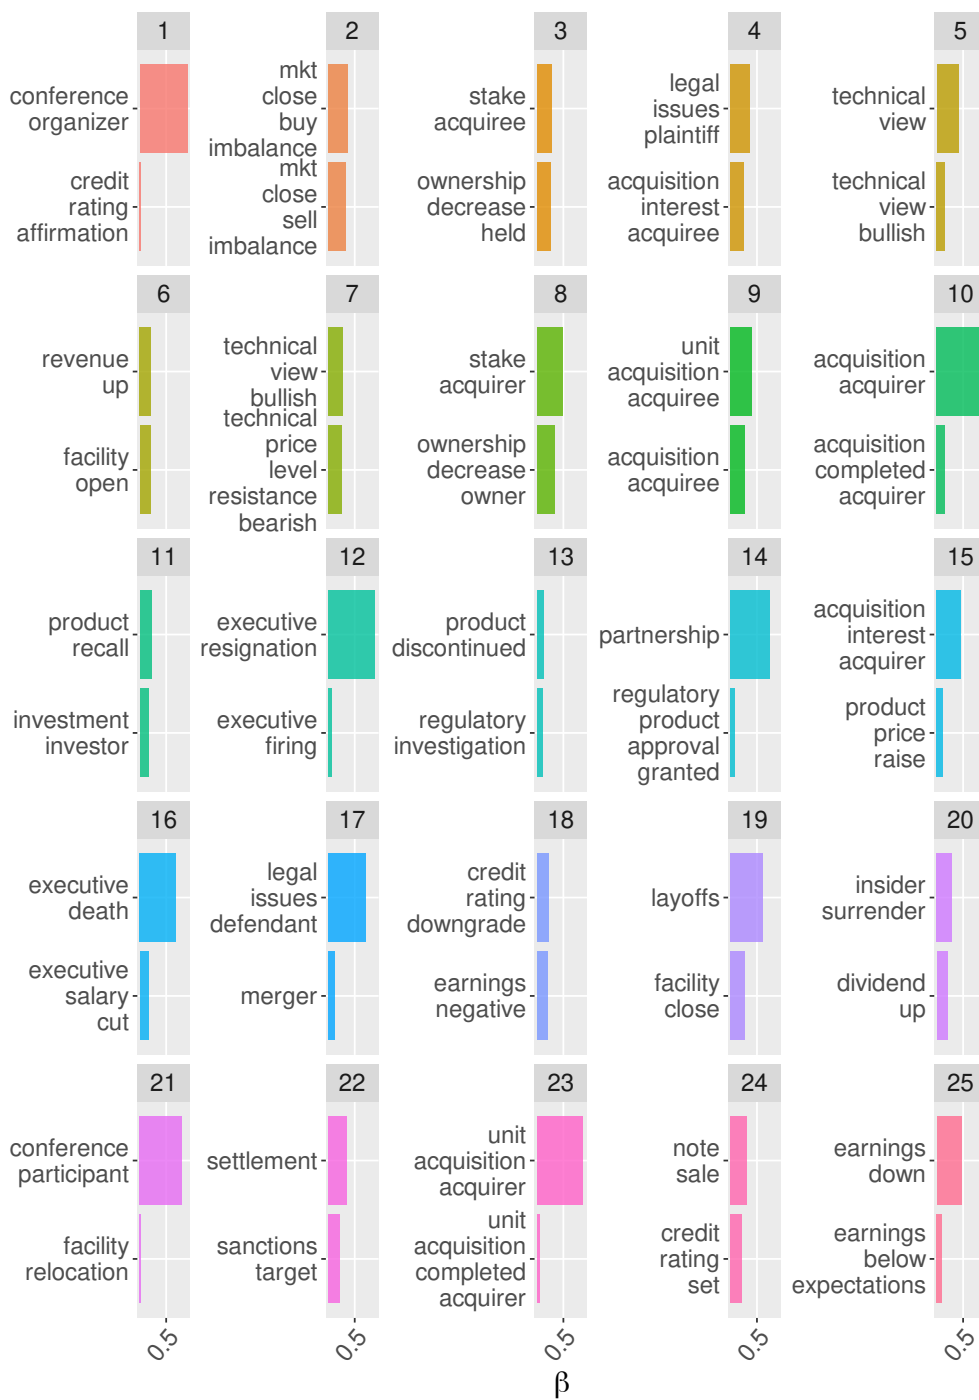 1
2
3
4
5
conference
organizer
credit
rating
affirmation
mkt
close
buy
imbalance
mkt
close
sell
imbalance
stake
acquiree
ownership
decrease
held
legal
issues
plaintiff
acquisition
interest
acquiree
technical
view
technical
view
bullish
6
7
8
9
10
revenue
up
facility
open
technical
view
bullish
technical
price
level
resistance
bearish
stake
acquirer
ownership
decrease
owner
unit
acquisition
acquiree
acquisition
acquiree
acquisition
acquirer
acquisition
completed
acquirer
11
12
13
14
15
product
recall
investment
investor
executive
resignation
executive
firing
product
discontinued
regulatory
investigation
partnership
regulatory
product
approval
granted
acquisition
interest
acquirer
product
price
raise
16
17
18
19
20
executive
death
executive
salary
cut
legal
issues
defendant
merger
credit
rating
downgrade
earnings
negative
layoffs
facility
close
insider
surrender
dividend
up
21
22
23
24
25
conference
participant
facility
relocation
settlement
sanctions
target
unit
acquisition
acquirer
unit
acquisition
completed
acquirer
note
sale
credit
rating
set
earnings
down
earnings
below
expectations
0.5
0.5
0.5
0.5
0.5
β